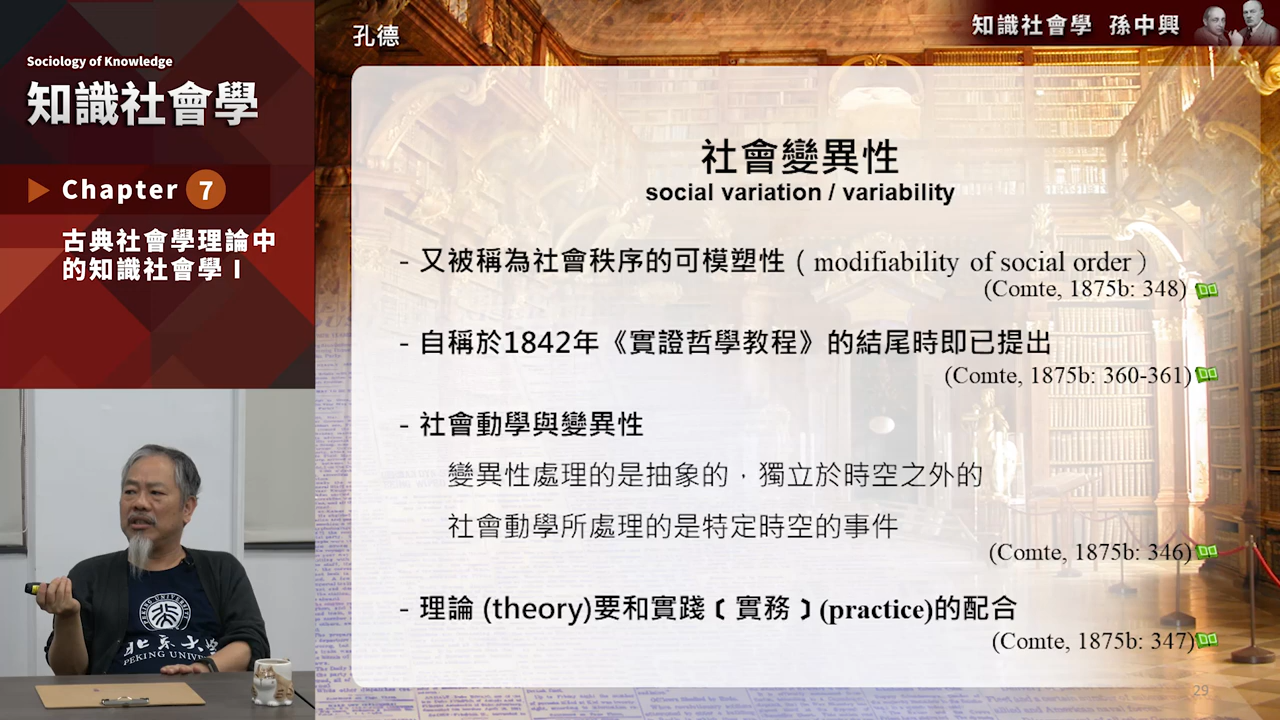 Sociology of Knowledge
知識社會學
Chapter 7
古典社會學理論中
的知識社會學 I
孔德
知識社會學 孫中興
社會變異性
social variation / variability
- 又被稱為社會秩序的可模塑性（modifiability of social order）
(Comte, 1875b: 348)
- 自稱於1842年《實證哲學教程》的結尾時即已提出
(Comte, 1875b: 360-361)
- 社會動學與變異性
變異性處理的是抽象的，獨立於時空之外的
社會動學所處理的是特定時空的事件
(Comte, 1875b: 346)
- 理論 (theory)要和實踐〔實務〕(practice)的配合
(Comte, 1875b: 347)
29
北京大学
PEKING UNIV